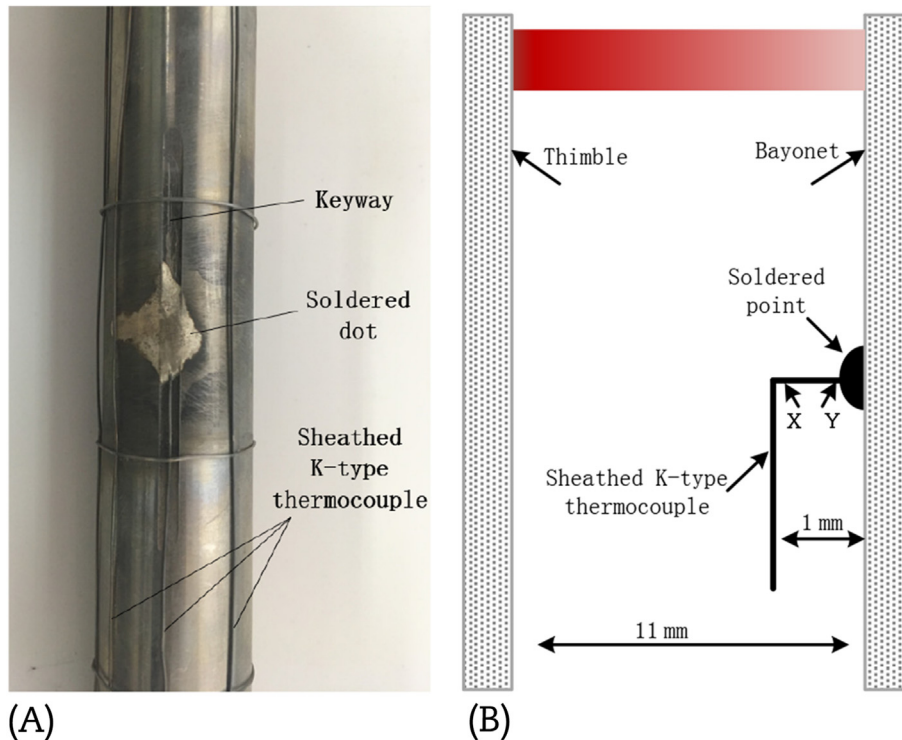 Keyway
Soldered
dot
Sheathed
K-type
thermocouple
(A)
Thimble
Bayonet
Soldered
point
X
Y
Sheathed K-type
thermocouple
1 mm
11 mm
(B)